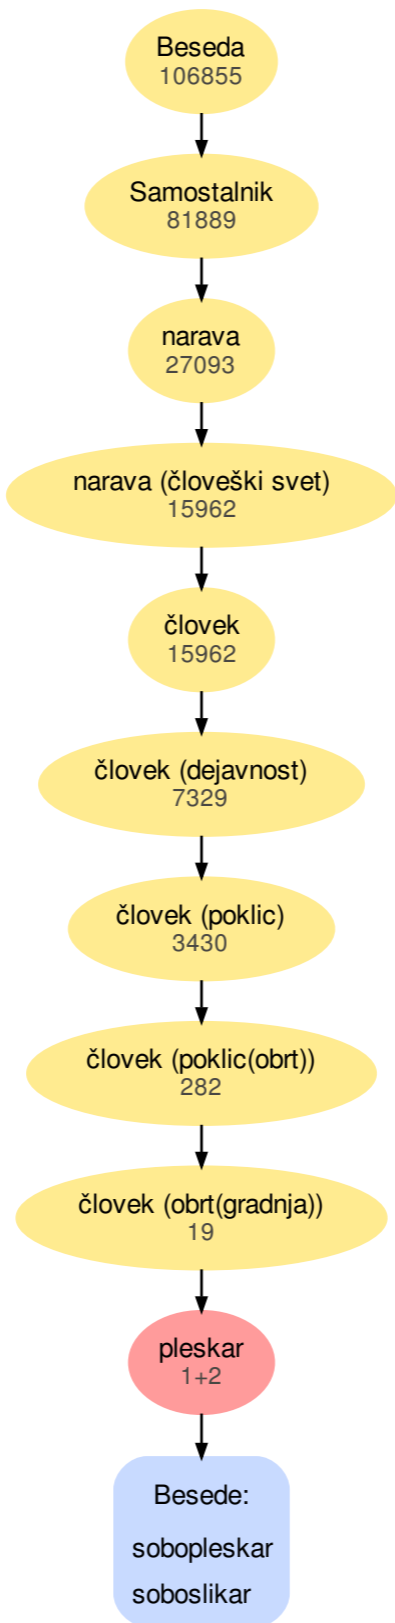 Beseda
106855
Samostalnik
81889
narava
27093
narava (človeški svet)
15962
človek
15962
človek (dejavnost)
7329
človek (poklic)
3430
človek (poklic(obrt))
282
človek (obrt(gradnja))
19
pleskar
1+2
Besede:
sobopleskar
soboslikar